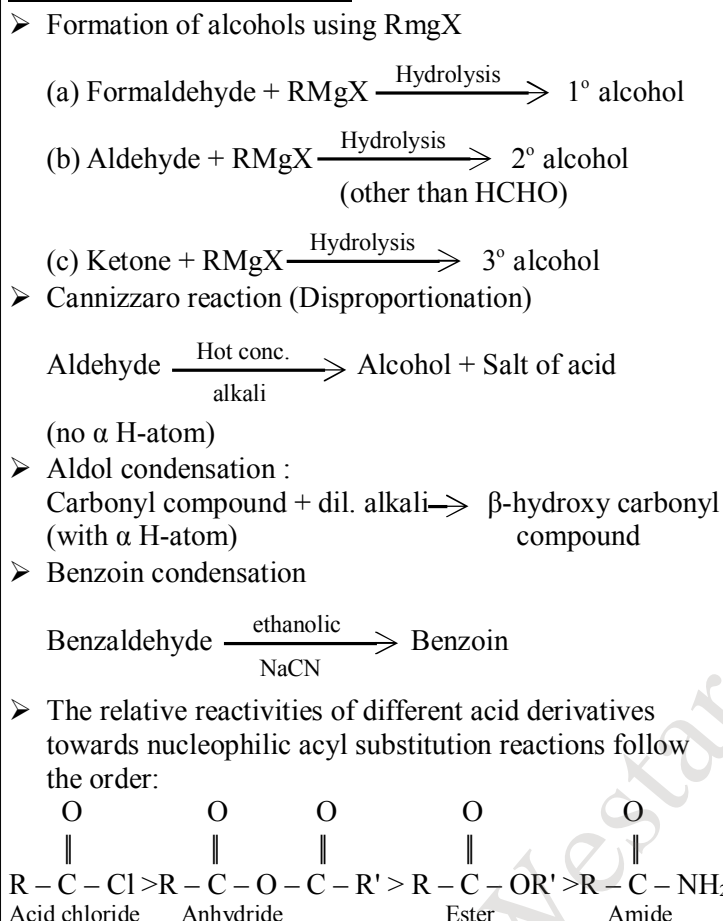 ➢ Formation of alcohols using RmgX
(a) Formaldehyde + RMgX Hydrolysis → 1º alcohol
(b) Aldehyde + RMgX Hydrolysis → 2º alcohol
(other than HCHO)
(c) Ketone + RMgX Hydrolysis → 3º alcohol
➢ Cannizzaro reaction (Disproportionation)
Aldehyde Hot conc. alkali → Alcohol + Salt of acid
(no α H-atom)
➢ Aldol condensation :
Carbonyl compound + dil. alkali → β-hydroxy carbonyl
(with α H-atom) compound
➢ Benzoin condensation
Benzaldehyde ethanolic NaCN → Benzoin
➢ The relative reactivities of different acid derivatives
towards nucleophilic acyl substitution reactions follow
the order:
O O O O O
|| || || || ||
R – C – Cl >R – C – O – C – R' > R – C – OR' >R – C – NH₂
Acid chloride Anhydride Ester Amide